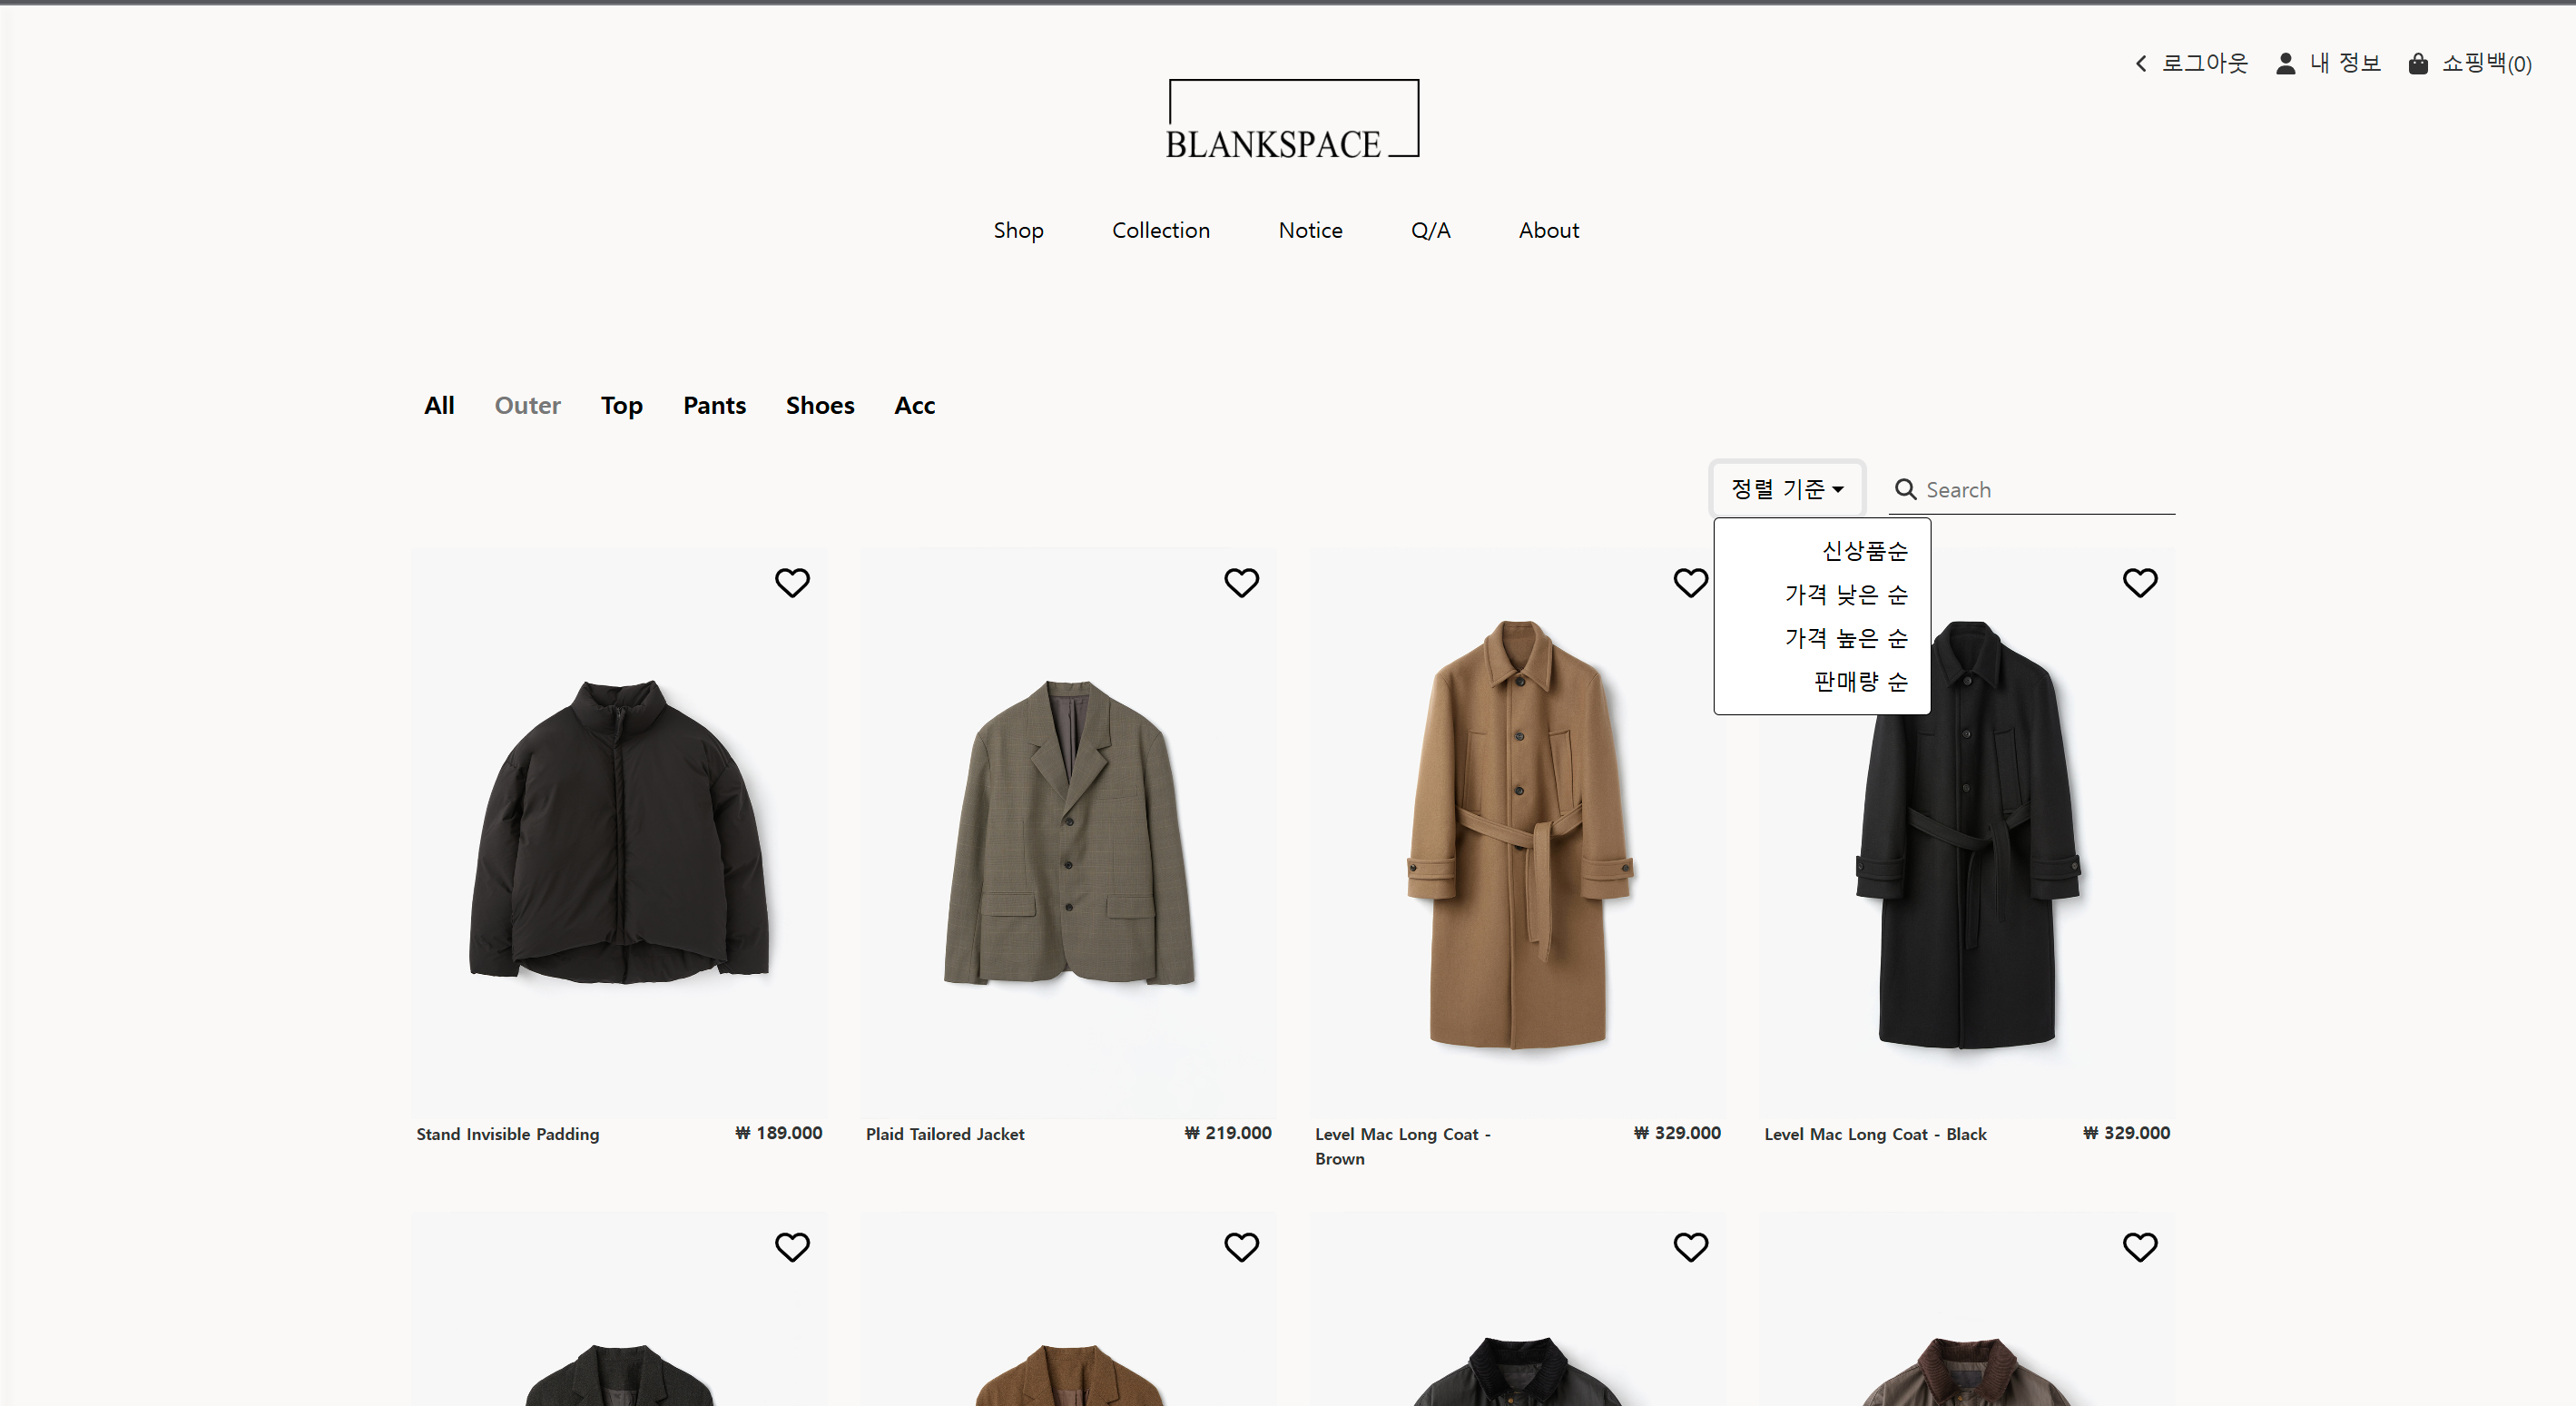 로그아웃 내 정보 쇼핑백(0)
BLANKSPACE
Shop Collection Notice Q/A About
All Outer Top Pants Shoes Acc
정렬 기준 Search
신상품순
가격 낮은 순
가격 높은 순
판매량 순
Stand Invisible Padding ₩ 189.000
Plaid Tailored Jacket ₩ 219.000
Level Mac Long Coat - ₩ 329.000
Brown
Level Mac Long Coat - Black ₩ 329.000